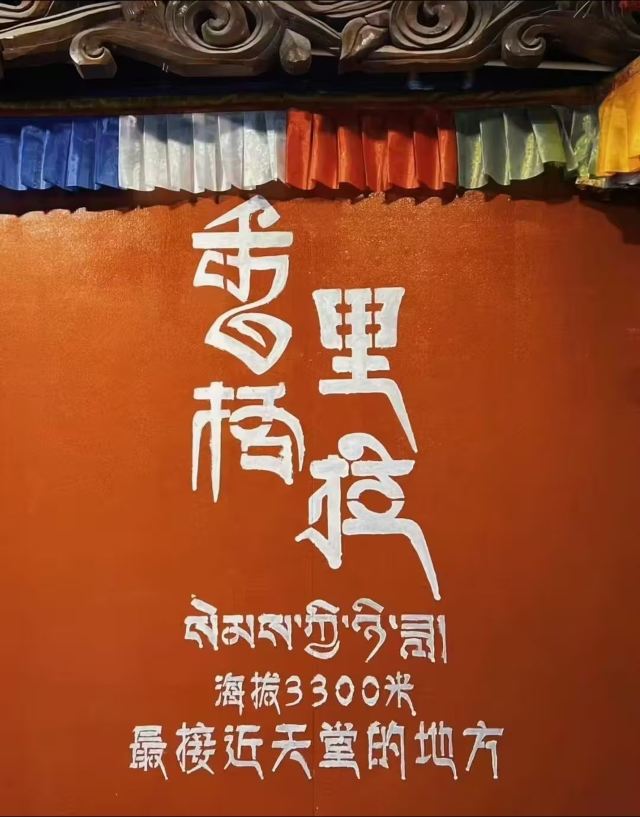 香格
里拉
སེམས་ཀྱི་ཉི་ཟླ།
海拔3300米
最接近天堂的地方